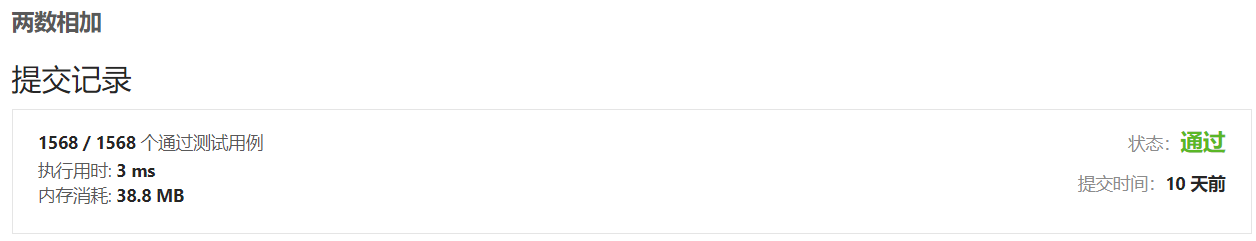 两数相加
提交记录
1568 / 1568 个通过测试用例
状态：通过
执行用时: 3 ms
提交时间：10 天前
内存消耗: 38.8 MB